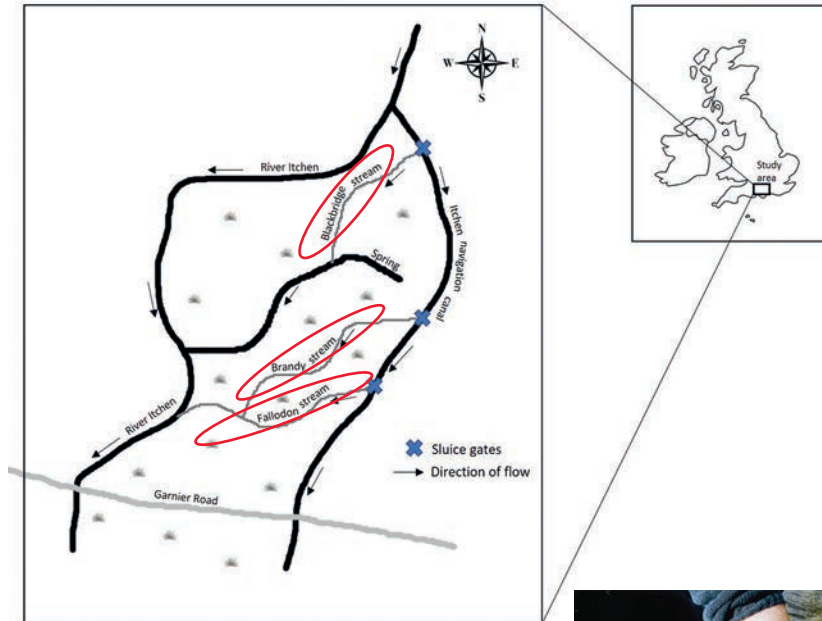 N
W E
S
River Itchen
Blackbridge stream
Itchen navigation canal
Spring
Brandy stream
Fallodon stream
River Itchen
Sluice gates
Direction of flow
Garnier Road
Study
area